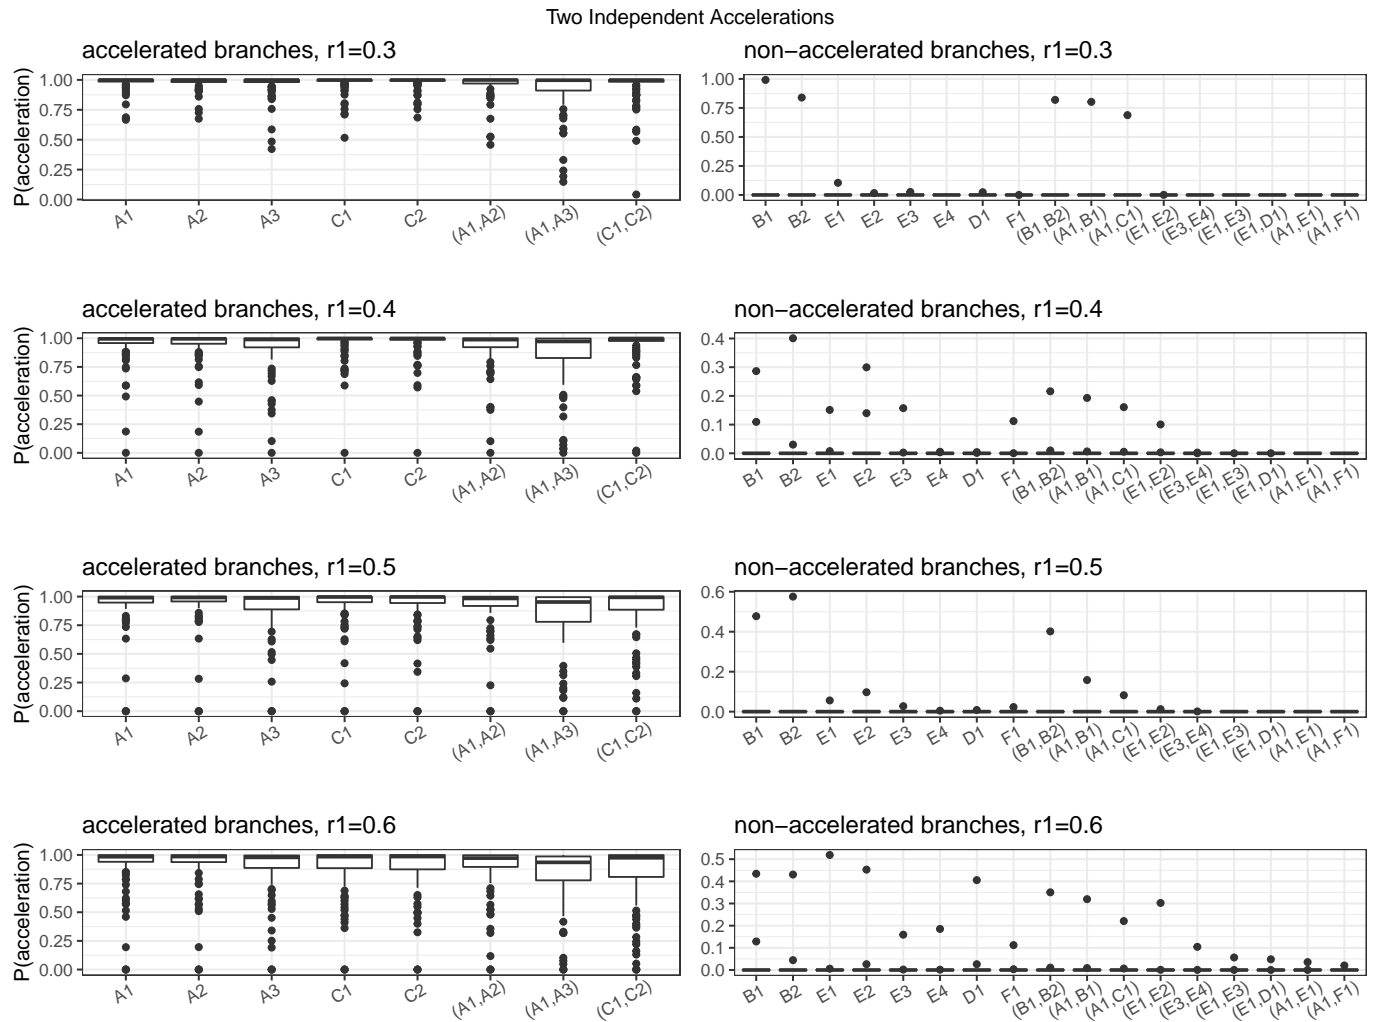 Two Independent Accelerations
accelerated branches, r1=0.3
P(acceleration)
1.00
0.75
0.50
0.25
0.00
A1 A2 A3 C1 C2 (A1,A2) (A1,A3) (C1,C2)
non−accelerated branches, r1=0.3
1.00
0.75
0.50
0.25
0.00
B1 B2 E1 E2 E3 E4 D1 F1 (B1,B2) (A1,B1) (A1,C1) (E1,E2) (E3,E4) (E1,E3) (E1,D1) (A1,E1) (A1,F1)
accelerated branches, r1=0.4
P(acceleration)
1.00
0.75
0.50
0.25
0.00
A1 A2 A3 C1 C2 (A1,A2) (A1,A3) (C1,C2)
non−accelerated branches, r1=0.4
0.4
0.3
0.2
0.1
0.0
B1 B2 E1 E2 E3 E4 D1 F1 (B1,B2) (A1,B1) (A1,C1) (E1,E2) (E3,E4) (E1,E3) (E1,D1) (A1,E1) (A1,F1)
accelerated branches, r1=0.5
P(acceleration)
1.00
0.75
0.50
0.25
0.00
A1 A2 A3 C1 C2 (A1,A2) (A1,A3) (C1,C2)
non−accelerated branches, r1=0.5
0.6
0.4
0.2
0.0
B1 B2 E1 E2 E3 E4 D1 F1 (B1,B2) (A1,B1) (A1,C1) (E1,E2) (E3,E4) (E1,E3) (E1,D1) (A1,E1) (A1,F1)
accelerated branches, r1=0.6
P(acceleration)
1.00
0.75
0.50
0.25
0.00
A1 A2 A3 C1 C2 (A1,A2) (A1,A3) (C1,C2)
non−accelerated branches, r1=0.6
0.5
0.4
0.3
0.2
0.1
0.0
B1 B2 E1 E2 E3 E4 D1 F1 (B1,B2) (A1,B1) (A1,C1) (E1,E2) (E3,E4) (E1,E3) (E1,D1) (A1,E1) (A1,F1)